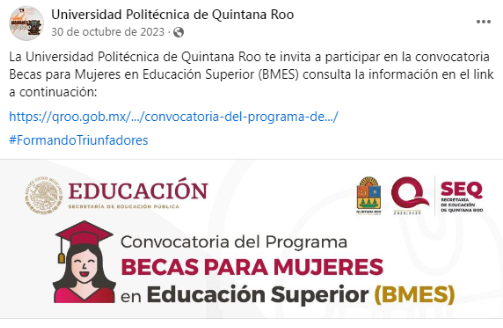 Universidad Politécnica de Quintana Roo
30 de octubre de 2023 ·
La Universidad Politécnica de Quintana Roo te invita a participar en la convocatoria
Becas para Mujeres en Educación Superior (BMES) consulta la información en el link
a continuación:
https://qroo.gob.mx/.../convocatoria-del-programa-de.../
#FormandoTriunfadores
EDUCACIÓN
SECRETARÍA DE EDUCACIÓN PÚBLICA
SEQ
SECRETARÍA
DE EDUCACIÓN
DE QUINTANA ROO
Convocatoria del Programa
BECAS PARA MUJERES
en Educación Superior (BMES)